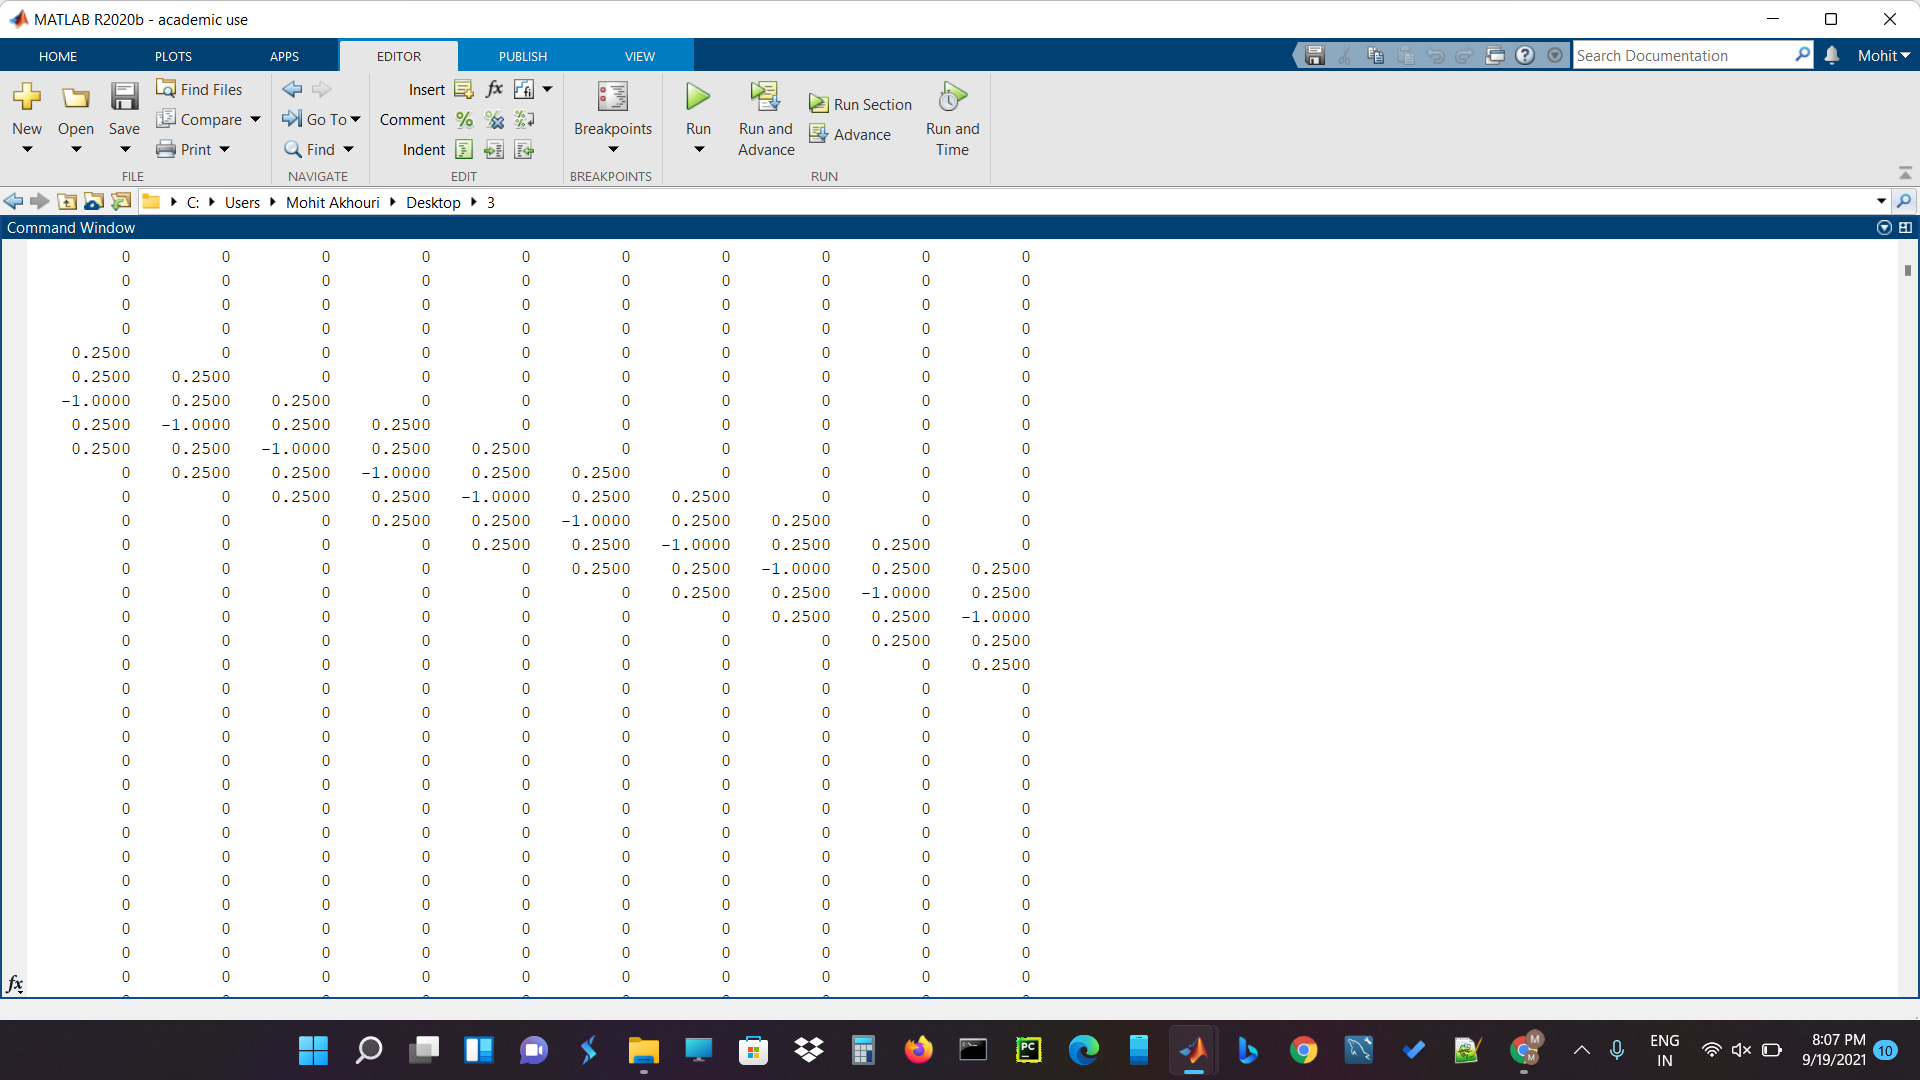 MATLAB R2020b - academic use
HOME PLOTS APPS EDITOR PUBLISH VIEW Search Documentation Mohit
New Open Save Find Files Compare Print
Go To Find
Insert fx Comment Indent
Breakpoints
Run Run and Advance Run Section Advance Run and Time
FILE NAVIGATE EDIT BREAKPOINTS RUN
C: Users Mohit Akhouri Desktop 3
Command Window
0 0 0 0 0 0 0 0 0 0
0 0 0 0 0 0 0 0 0 0
0 0 0 0 0 0 0 0 0 0
0 0 0 0 0 0 0 0 0 0
0.2500 0 0 0 0 0 0 0 0 0
0.2500 0.2500 0 0 0 0 0 0 0 0
-1.0000 0.2500 0.2500 0 0 0 0 0 0 0
0.2500 -1.0000 0.2500 0.2500 0 0 0 0 0 0
0.2500 0.2500 -1.0000 0.2500 0.2500 0 0 0 0 0
0 0.2500 0.2500 -1.0000 0.2500 0.2500 0 0 0 0
0 0 0.2500 0.2500 -1.0000 0.2500 0.2500 0 0 0
0 0 0 0.2500 0.2500 -1.0000 0.2500 0.2500 0 0
0 0 0 0 0.2500 0.2500 -1.0000 0.2500 0.2500 0
0 0 0 0 0 0.2500 0.2500 -1.0000 0.2500 0.2500
0 0 0 0 0 0 0.2500 0.2500 -1.0000 0.2500
0 0 0 0 0 0 0 0.2500 0.2500 -1.0000
0 0 0 0 0 0 0 0 0.2500 0.2500
0 0 0 0 0 0 0 0 0 0.2500
0 0 0 0 0 0 0 0 0 0
0 0 0 0 0 0 0 0 0 0
0 0 0 0 0 0 0 0 0 0
0 0 0 0 0 0 0 0 0 0
0 0 0 0 0 0 0 0 0 0
0 0 0 0 0 0 0 0 0 0
0 0 0 0 0 0 0 0 0 0
0 0 0 0 0 0 0 0 0 0
0 0 0 0 0 0 0 0 0 0
0 0 0 0 0 0 0 0 0 0
0 0 0 0 0 0 0 0 0 0
0 0 0 0 0 0 0 0 0 0
0 0 0 0 0 0 0 0 0 0
fx
PC M M ENG IN 8:07 PM 9/19/2021 10